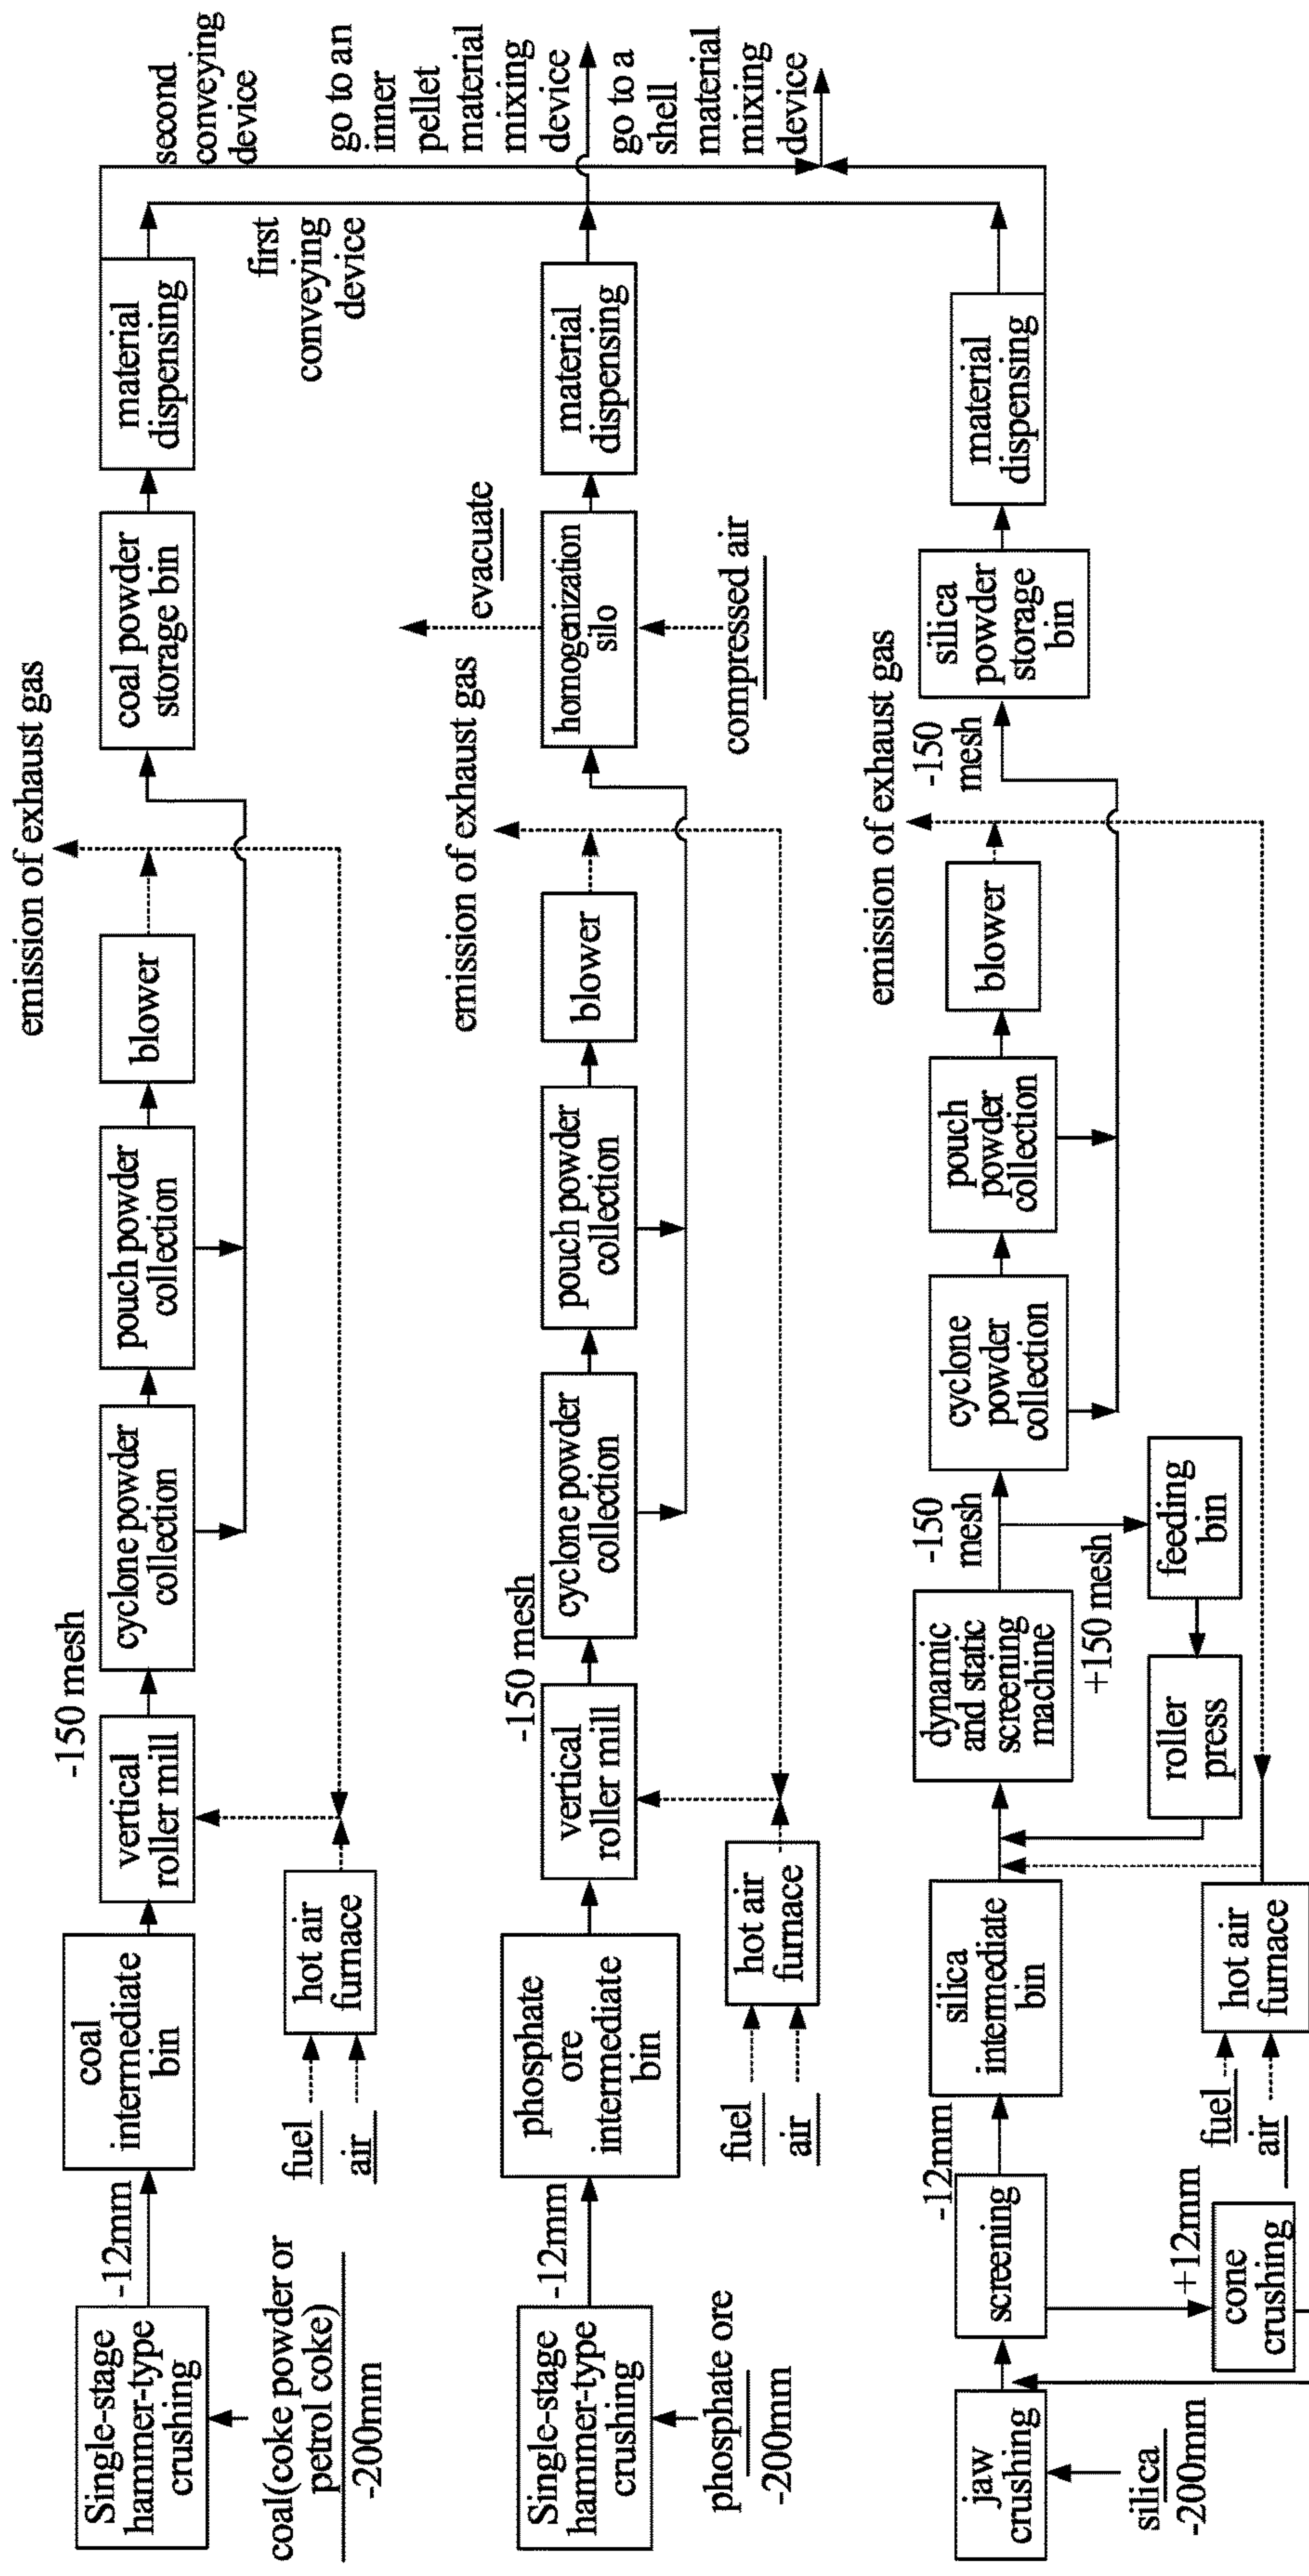 Single-stage
hammer-type
crushing
coal(coke powder or
petrol coke)
-200mm
-12mm
coal
intermediate
bin
fuel
air
hot air
furnace
vertical
roller mill
-150 mesh
cyclone powder
collection
pouch powder
collection
blower
emission of exhaust gas
coal powder
storage bin
material
dispensing
first
conveying
device
second
conveying
device
Single-stage
hammer-type
crushing
phosphate ore
-200mm
-12mm
phosphate
ore
intermediate
bin
fuel
air
hot air
furnace
vertical
roller mill
-150 mesh
cyclone powder
collection
pouch powder
collection
blower
emission of exhaust gas
homogenization
silo
evacuate
compressed air
material
dispensing
go to an
inner
pellet
material
mixing
device
go to a
shell
material
mixing
device
jaw
crushing
silica
-200mm
screening
-12mm
+12mm
cone
crushing
silica
intermediate
bin
fuel
air
hot air
furnace
dynamic
and static
screening
machine
-150
mesh
+150 mesh
feeding
bin
roller
press
cyclone
powder
collection
pouch
powder
collection
blower
emission of exhaust gas
-150
mesh
silica
powder
storage
bin
material
dispensing